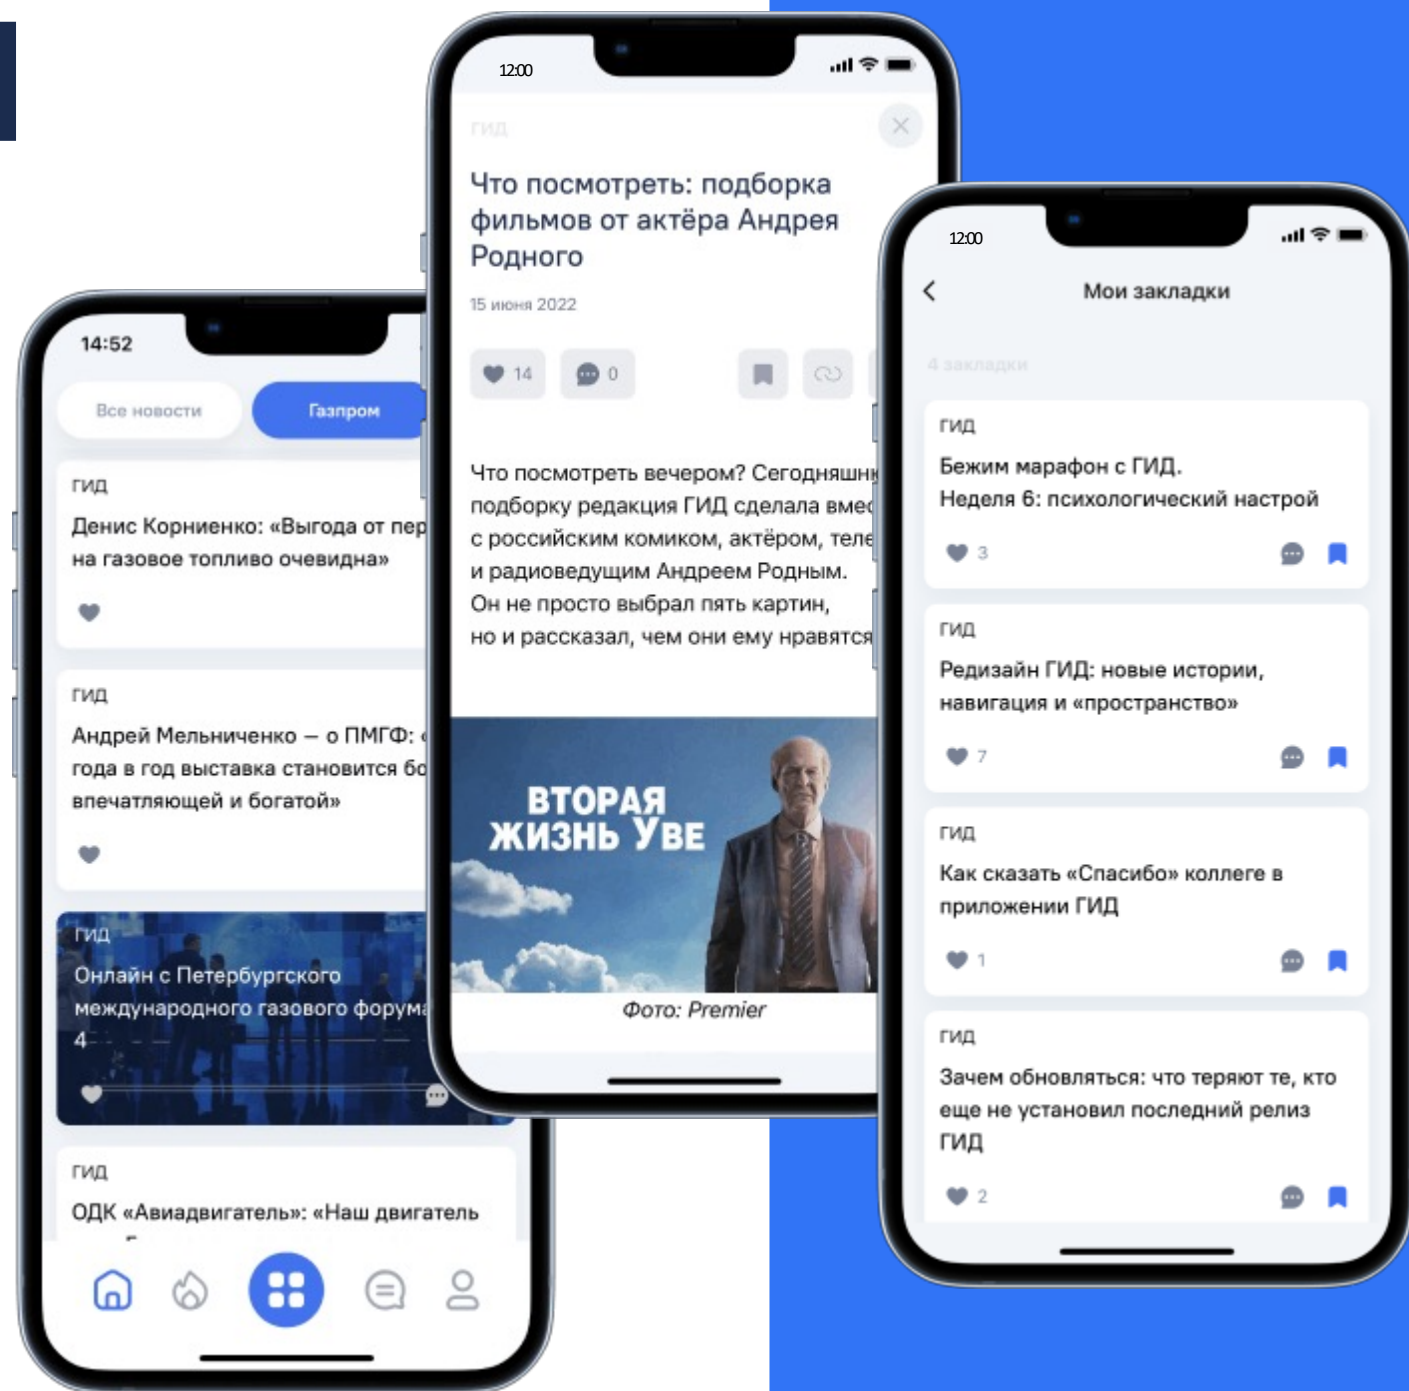 14:52
Все новости
Газпром
ГИД
Денис Корниенко: «Выгода от пер
на газовое топливо очевидна»
ГИД
Андрей Мельниченко — о ПМГФ: «
года в год выставка становится бо
впечатляющей и богатой»
ГИД
Онлайн с Петербургского
международного газового форума
4
ГИД
ОДК «Авиадвигатель»: «Наш двигатель
12:00
ГИД
Что посмотреть: подборка
фильмов от актёра Андрея
Родного
15 июня 2022
14
0
Что посмотреть вечером? Сегодняшню
подборку редакция ГИД сделала вмес
с российским комиком, актёром, теле
и радиоведущим Андреем Родным.
Он не просто выбрал пять картин,
но и рассказал, чем они ему нравятся
ВТОРАЯ
ЖИЗНЬ УВЕ
Фото: Premier
12:00
Мои закладки
4 закладки
ГИД
Бежим марафон с ГИД.
Неделя 6: психологический настрой
3
ГИД
Редизайн ГИД: новые истории,
навигация и «пространство»
7
ГИД
Как сказать «Спасибо» коллеге в
приложении ГИД
1
ГИД
Зачем обновляться: что теряют те, кто
еще не установил последний релиз
ГИД
2